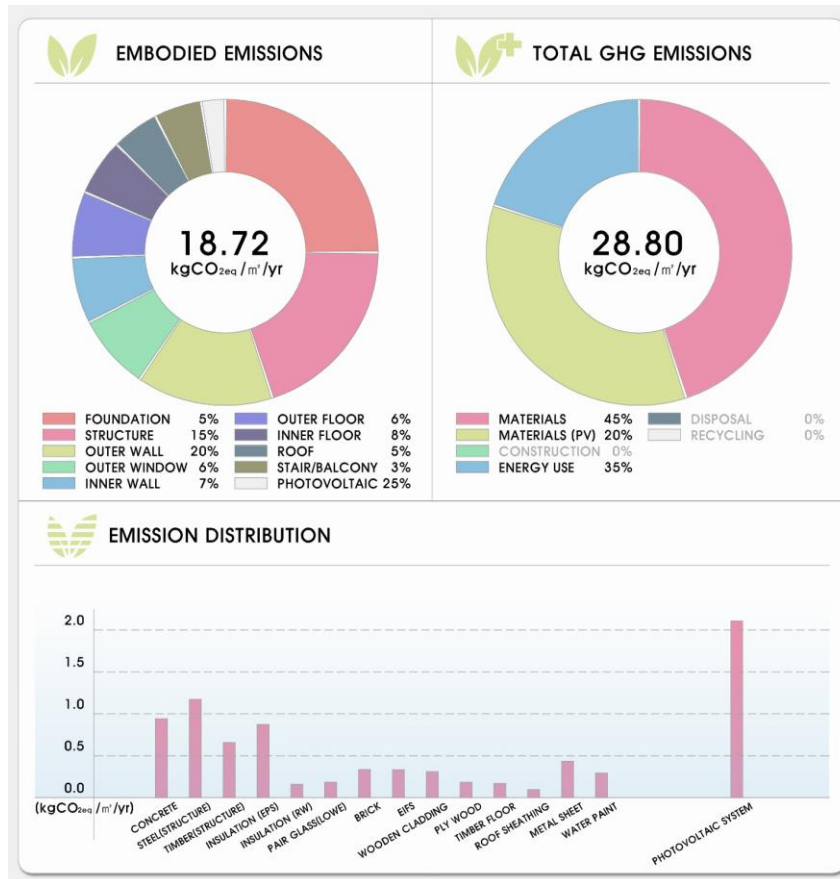 EMBODIED EMISSIONS
18.72
kgCO2eq /㎡/yr
FOUNDATION 5%
STRUCTURE 15%
OUTER WALL 20%
OUTER WINDOW 6%
INNER WALL 7%
OUTER FLOOR 6%
INNER FLOOR 8%
ROOF 5%
STAIR/BALCONY 3%
PHOTOVOLTAIC 25%
TOTAL GHG EMISSIONS
28.80
kgCO2eq /㎡/yr
MATERIALS 45%
MATERIALS (PV) 20%
CONSTRUCTION 0%
ENERGY USE 35%
DISPOSAL 0%
RECYCLING 0%
EMISSION DISTRIBUTION
2.0
1.5
1.0
0.5
0.0
(kgCO2eq /㎡/yr)
CONCRETE
STEEL(STRUCTURE)
TIMBER(STRUCTURE)
INSULATION (EPS)
INSULATION (RW)
PAIR GLASS(LOWE)
BRICK
EIFS
WOODEN CLADDING
PLY WOOD
TIMBER FLOOR
ROOF SHEATHING
METAL SHEET
WATER PAINT
PHOTOVOLTAIC SYSTEM